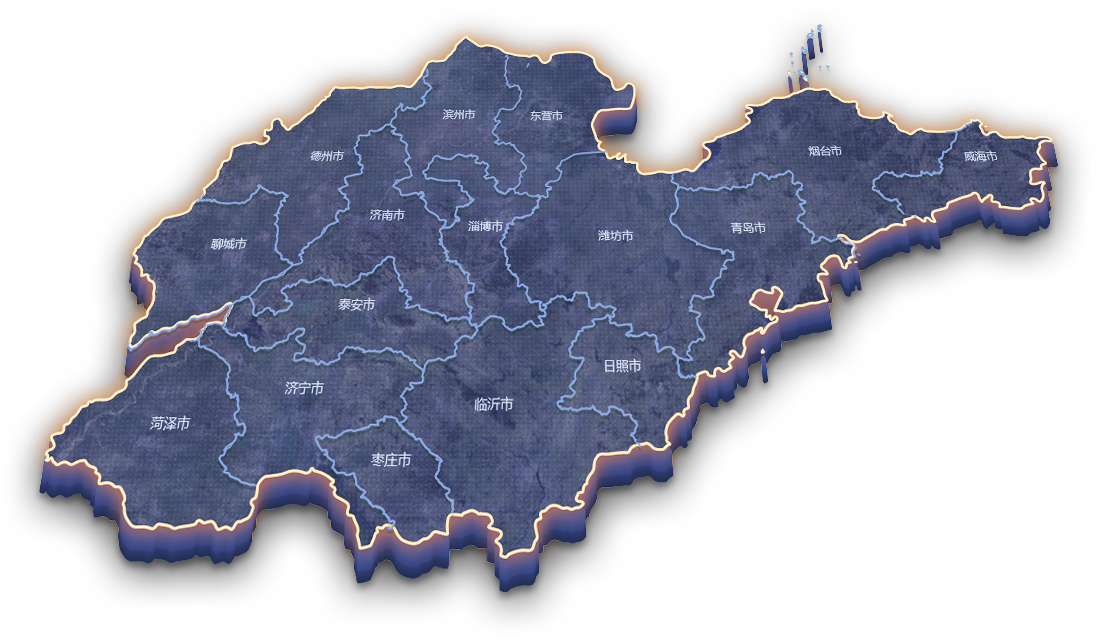 滨州市
东营市
德州市
烟台市
威海市
济南市
淄博市
聊城市
潍坊市
青岛市
泰安市
日照市
济宁市
临沂市
菏泽市
枣庄市